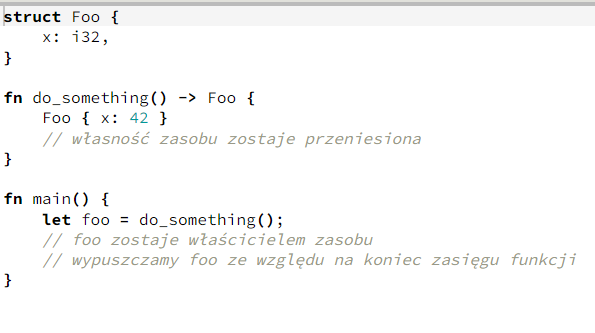 struct Foo {
    x: i32,
}

fn do_something() -> Foo {
    Foo { x: 42 }
    // własność zasobu zostaje przeniesiona
}

fn main() {
    let foo = do_something();
    // foo zostaje właścicielem zasobu
    // wypuszczamy foo ze względu na koniec zasięgu funkcji
}